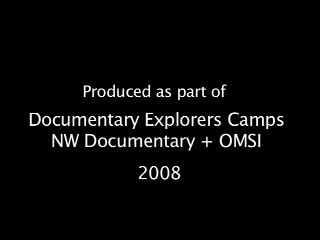 Produced as part of
Documentary Explorers Camps
NW Documentary + OMSI
2008